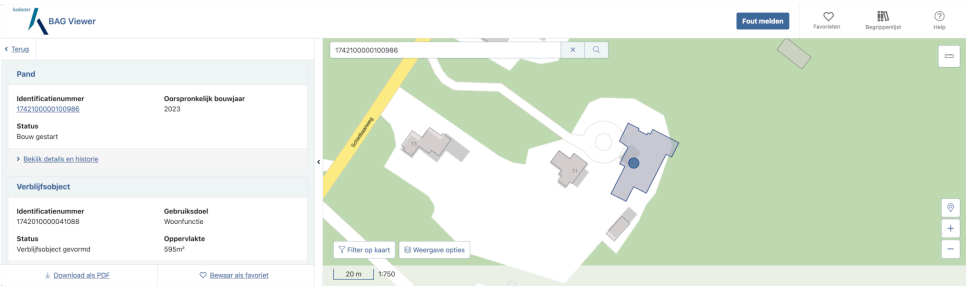 kadaster
BAG Viewer
Fout melden
Favorieten
Begrippenlijst
Help
Terug
1742100000100986
Pand
Identificatienummer
Oorspronkelijk bouwjaar
1742100000100986
2023
Status
Bouw gestart
Bekijk details en historie
Verblijfsobject
Identificatienummer
Gebruiksdoel
1742010000041088
Woonfunctie
Status
Oppervlakte
Verblijfsobject gevormd
595m²
Download als PDF
Bewaar als favoriet
Schietbaanweg
13
11
Filter op kaart
Weergave opties
20 m
1:750